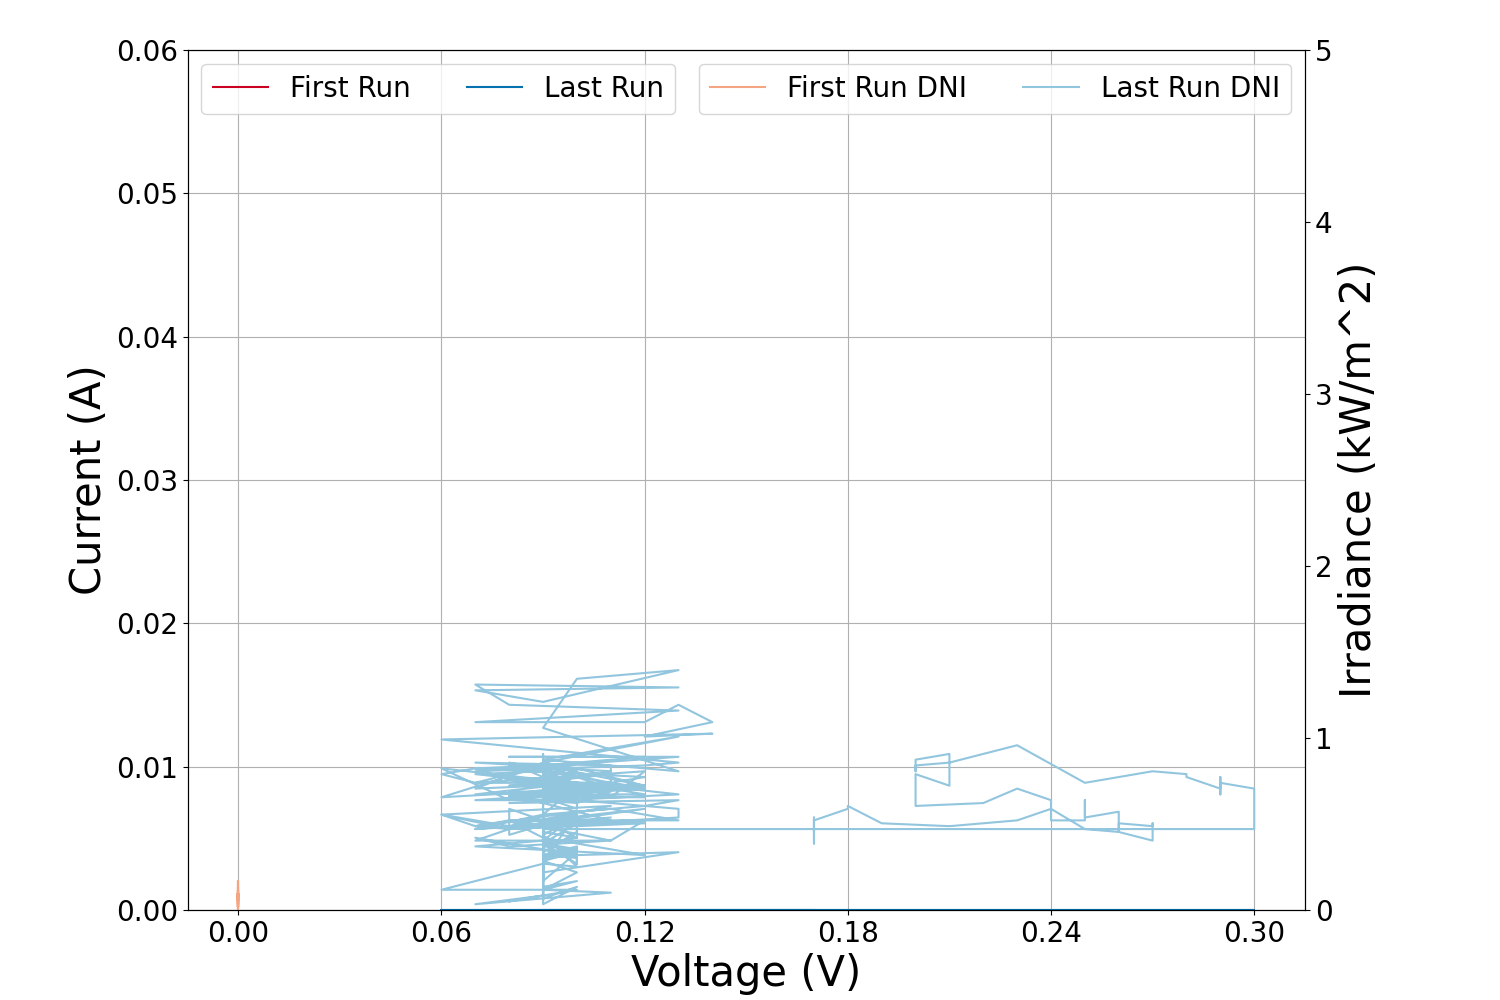 First Run
Last Run
First Run DNI
Last Run DNI
0.06
0.05
0.04
0.03
0.02
0.01
0.00
Current (A)
5
4
3
2
1
0
Irradiance (kW/m^2)
0.00
0.06
0.12
0.18
0.24
0.30
Voltage (V)